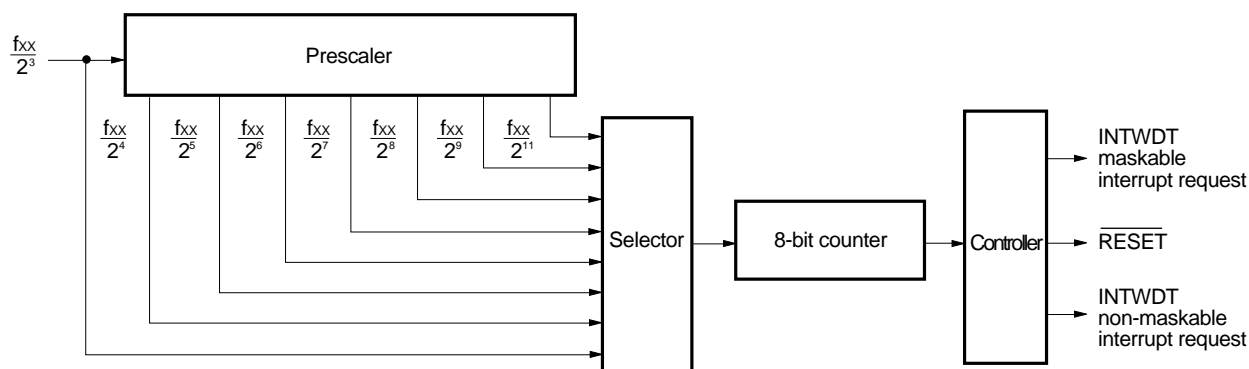 fXX
2³
Prescaler
fXX
2⁴
fXX
2⁵
fXX
2⁶
fXX
2⁷
fXX
2⁸
fXX
2⁹
fXX
2¹¹
Selector
8-bit counter
Controller
INTWDT
maskable
interrupt request
RESET
INTWDT
non-maskable
interrupt request